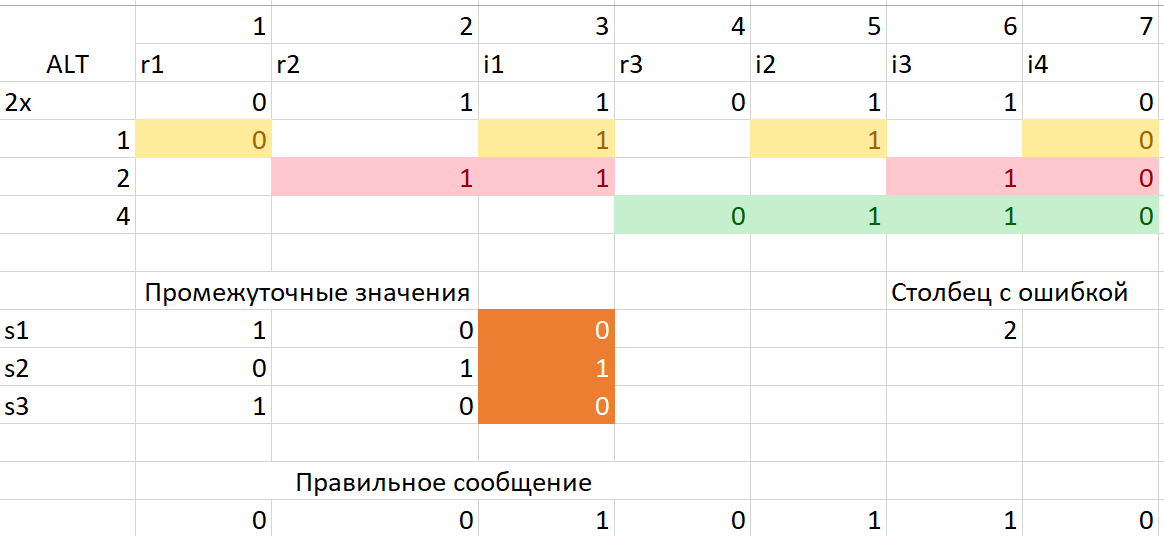 1 2 3 4 5 6 7
ALT r1 r2 i1 r3 i2 i3 i4
2x 0 1 1 0 1 1 0
1 0 1 1 0
2 1 1 1 0
4 0 1 1 0
Промежуточные значения Столбец с ошибкой
s1 1 0 0 2
s2 0 1 1
s3 1 0 0
Правильное сообщение
0 0 1 0 1 1 0